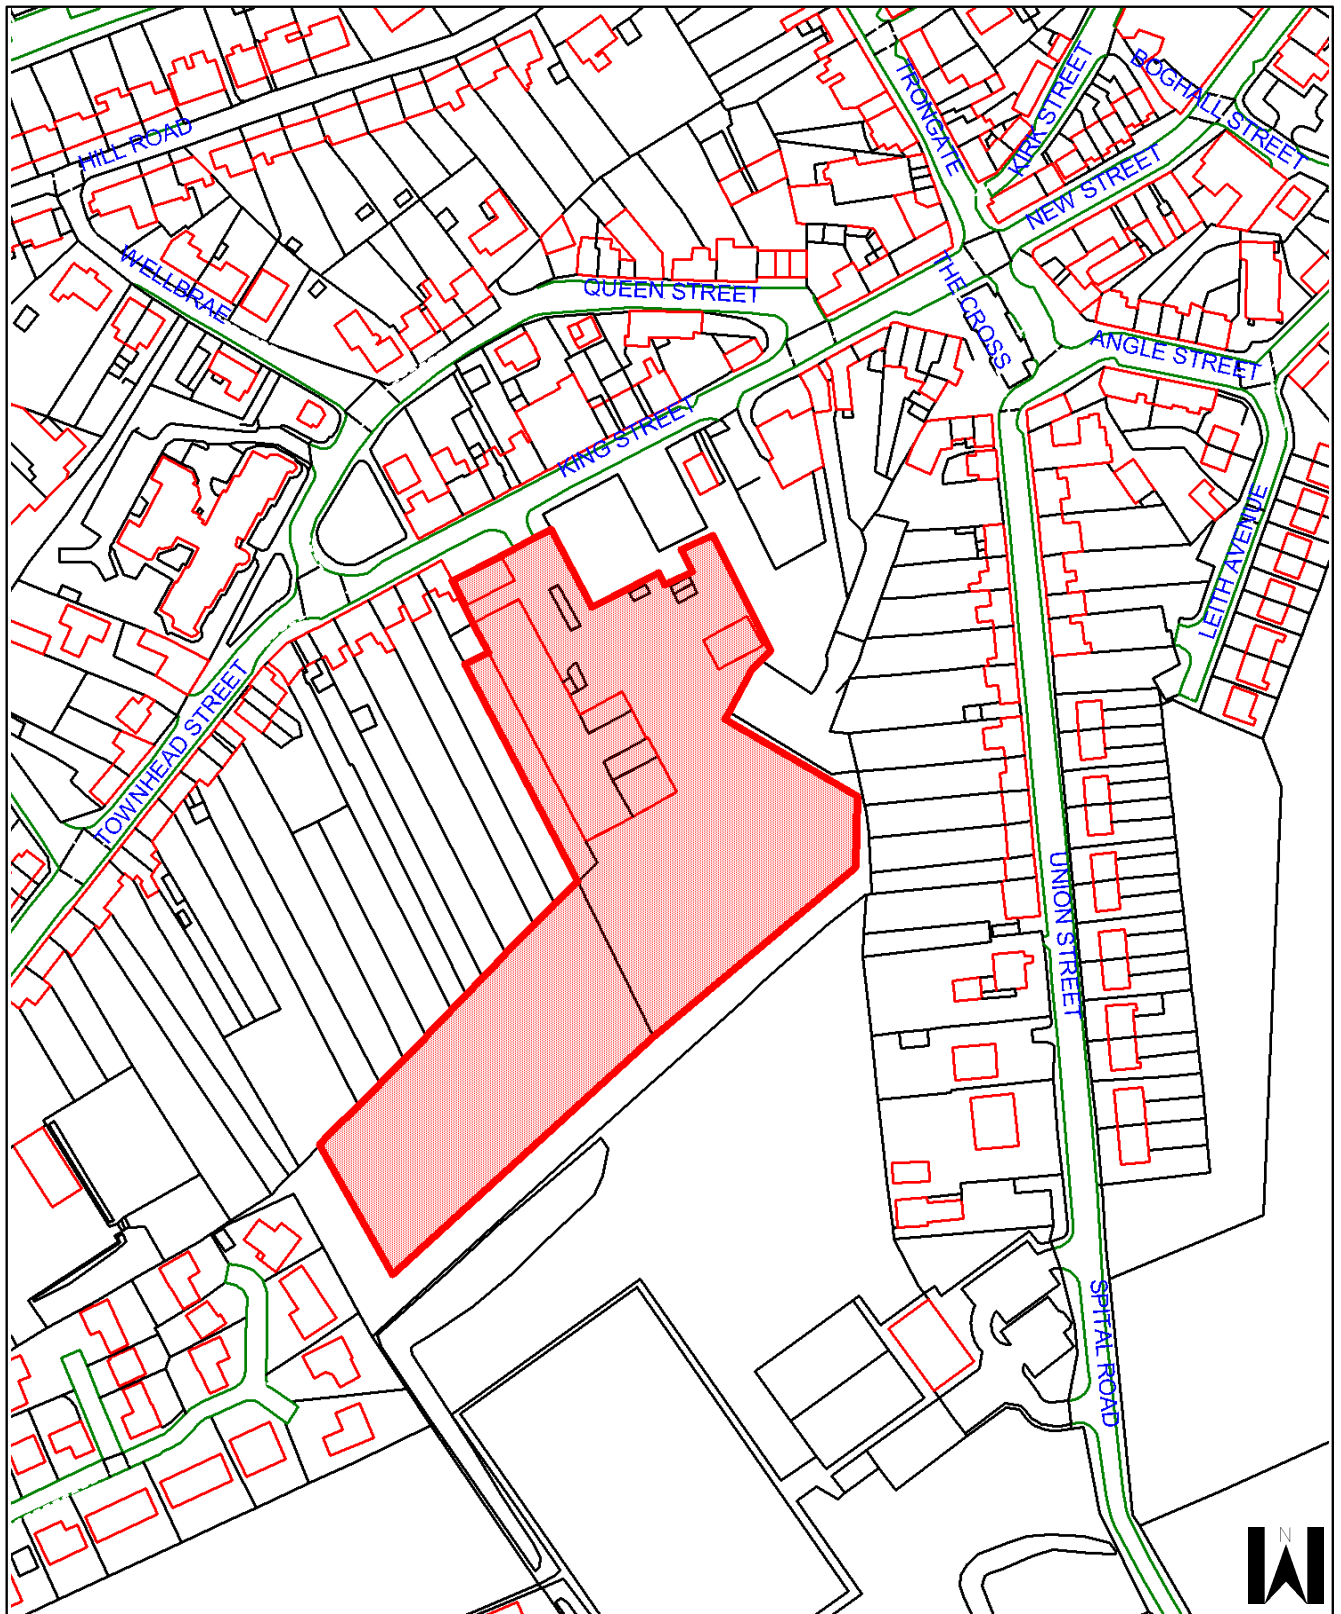 TRONGATE
KIRK STREET
BOGHALL STREET
HILL ROAD
NEW STREET
WELLBRAE
QUEEN STREET
THE CROSS
ANGLE STREET
KING STREET
LEITH AVENUE
TOWNHEAD STREET
UNION STREET
SPITAL ROAD
N